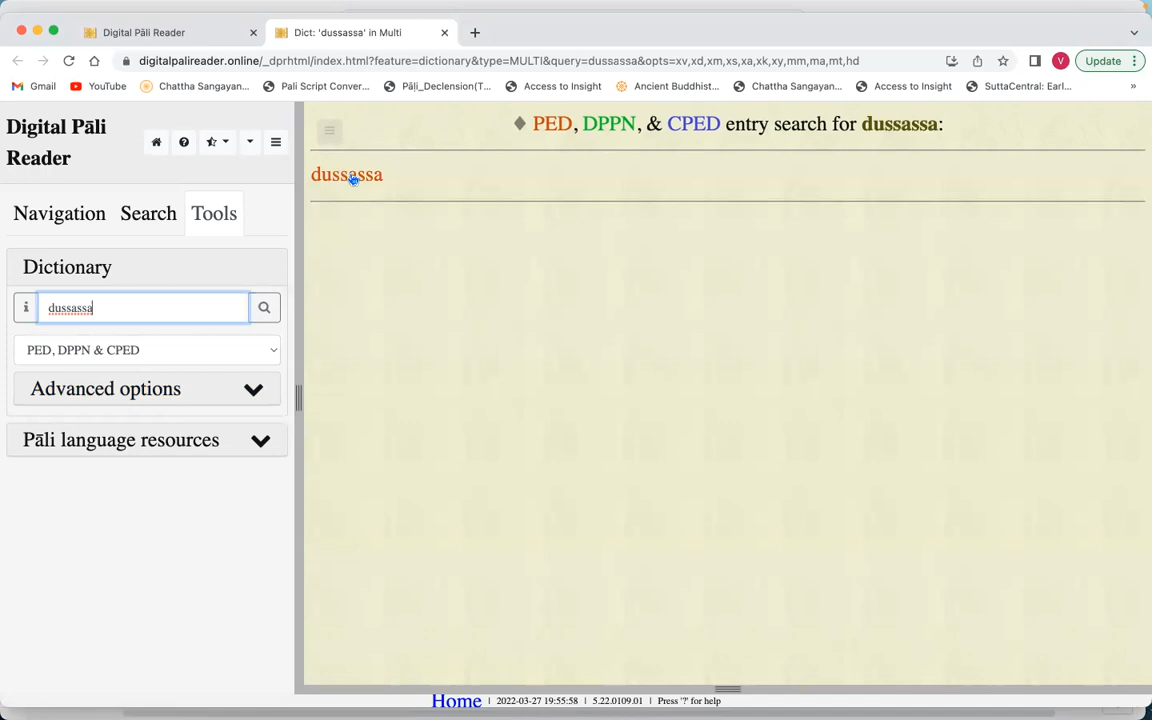 Digital Pāli Reader
Dict: 'dussassa' in Multi
digitalpalireader.online/_dprhtml/index.html?feature=dictionary&type=MULTI&query=dussassa&opts=xv,xd,xm,xs,xa,xk,xy,mm,ma,mt,hd
V
Update
Gmail
YouTube
Chattha Sangayan...
Pali Script Conver...
Pāḷi_Declension(T...
Access to Insight
Ancient Buddhist...
Chattha Sangayan...
Access to Insight
SuttaCentral: Earl...
»
Digital Pāli
Reader
Navigation
Search
Tools
Dictionary
dussassa
PED, DPPN & CPED
Advanced options
Pāli language resources
♦ PED, DPPN, & CPED entry search for dussassa:
dussassa
Home | 2022-03-27 19:55:58 | 5.22.0109.01 | Press '?' for help